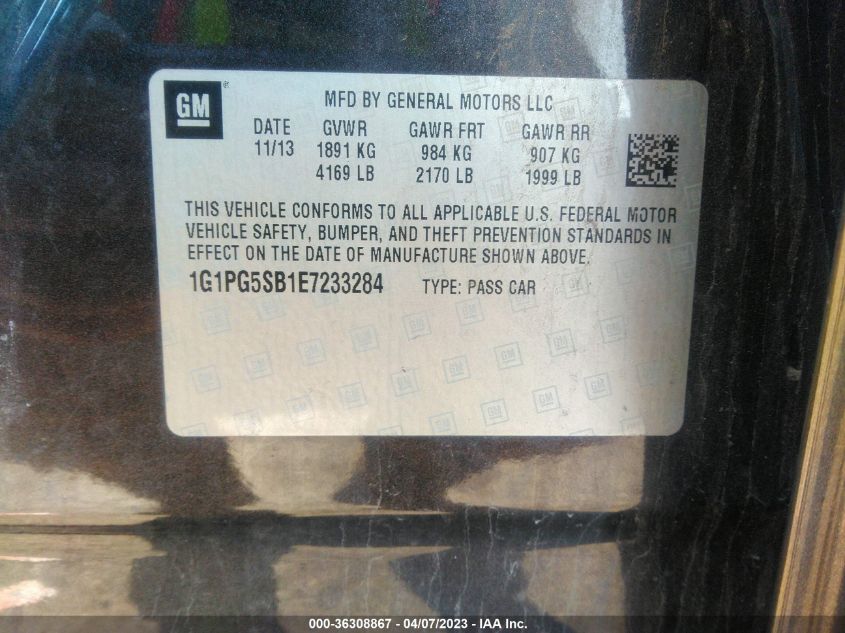 GM®
MFD BY GENERAL MOTORS LLC
DATE GVWR GAWR FRT GAWR RR
11/13 1891 KG 984 KG 907 KG
4169 LB 2170 LB 1999 LB
THIS VEHICLE CONFORMS TO ALL APPLICABLE U.S. FEDERAL MOTOR
VEHICLE SAFETY, BUMPER, AND THEFT PREVENTION STANDARDS IN
EFFECT ON THE DATE OF MANUFACTURE SHOWN ABOVE.
1G1PG5SB1E7233284 TYPE: PASS CAR
000-36308867 - 04/07/2023 - IAA Inc.